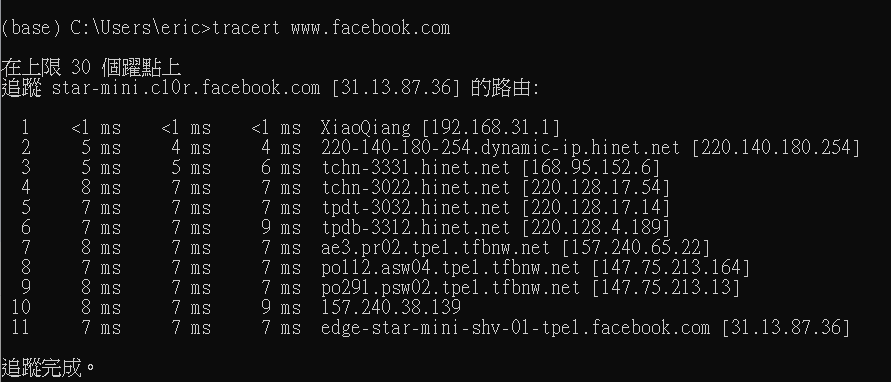 (base) C:\Users\eric>tracert www.facebook.com
在上限 30 個躍點上
追蹤 star-mini.c10r.facebook.com [31.13.87.36] 的路由:
1 <1 ms <1 ms <1 ms XiaoQiang [192.168.31.1]
2 5 ms 4 ms 4 ms 220-140-180-254.dynamic-ip.hinet.net [220.140.180.254]
3 5 ms 5 ms 6 ms tchn-3331.hinet.net [168.95.152.6]
4 8 ms 7 ms 7 ms tchn-3022.hinet.net [220.128.17.54]
5 7 ms 7 ms 7 ms tpdt-3032.hinet.net [220.128.17.14]
6 7 ms 7 ms 9 ms tpdb-3312.hinet.net [220.128.4.189]
7 8 ms 7 ms 7 ms ae3.pr02.tpe1.tfbnw.net [157.240.65.22]
8 7 ms 7 ms 7 ms po112.asw04.tpe1.tfbnw.net [147.75.213.164]
9 8 ms 7 ms 7 ms po291.psw02.tpe1.tfbnw.net [147.75.213.13]
10 8 ms 7 ms 9 ms 157.240.38.139
11 7 ms 7 ms 7 ms edge-star-mini-shv-01-tpe1.facebook.com [31.13.87.36]
追蹤完成。